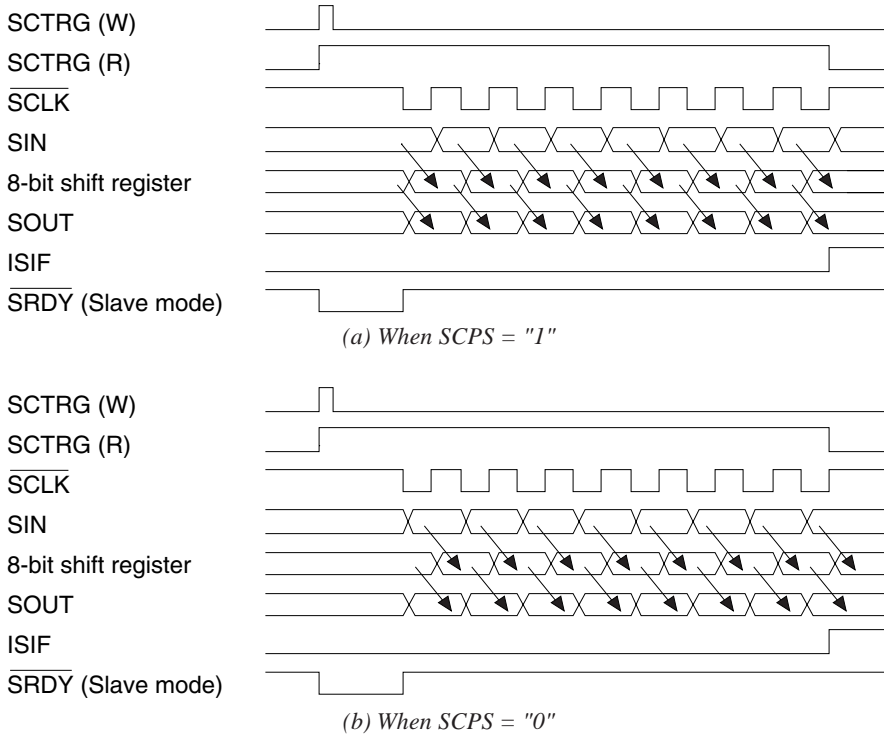 SCTRG (W)
SCTRG (R)
SCLK
SIN
8-bit shift register
SOUT
ISIF
SRDY (Slave mode)
(a) When SCPS = "1"
SCTRG (W)
SCTRG (R)
SCLK
SIN
8-bit shift register
SOUT
ISIF
SRDY (Slave mode)
(b) When SCPS = "0"